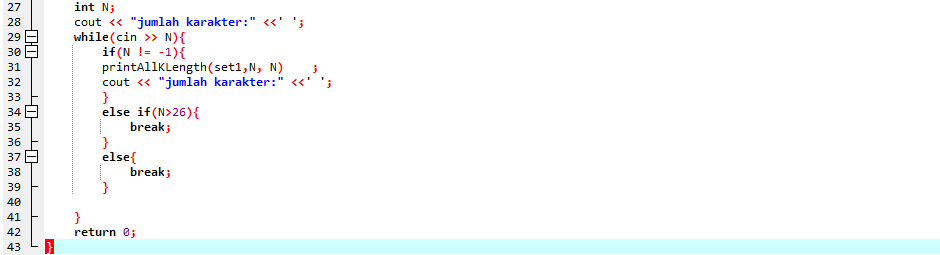 27 int N;
28 cout << "jumlah karakter:" <<' ';
29 while(cin >> N){
30 if(N != -1){
31 printAllKLength(set1,N, N)    ;
32 cout << "jumlah karakter:" <<' ';
33 }
34 else if(N>26){
35 break;
36 }
37 else{
38 break;
39 }
40
41 }
42 return 0;
43 }